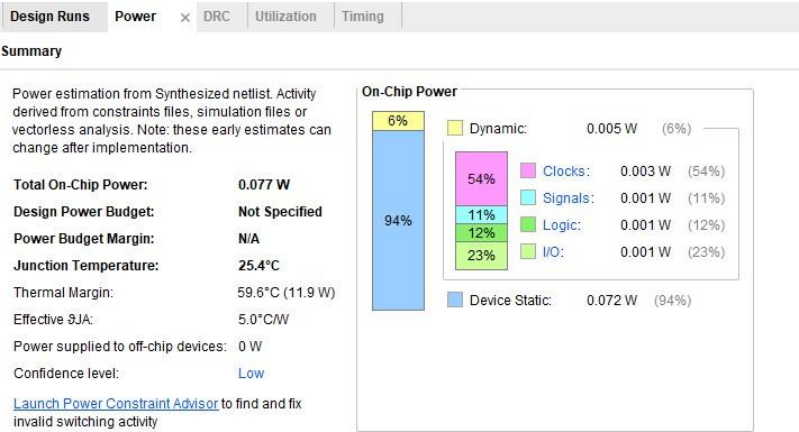 Design Runs Power × DRC Utilization Timing
Summary
Power estimation from Synthesized netlist. Activity
derived from constraints files, simulation files or
vectorless analysis. Note: these early estimates can
change after implementation.
Total On-Chip Power: 0.077 W
Design Power Budget: Not Specified
Power Budget Margin: N/A
Junction Temperature: 25.4°C
Thermal Margin: 59.6°C (11.9 W)
Effective ϑJA: 5.0°C/W
Power supplied to off-chip devices: 0 W
Confidence level: Low
Launch Power Constraint Advisor to find and fix
invalid switching activity
On-Chip Power
6%
94%
Dynamic: 0.005 W (6%)
54%
11%
12%
23%
Clocks: 0.003 W (54%)
Signals: 0.001 W (11%)
Logic: 0.001 W (12%)
I/O: 0.001 W (23%)
Device Static: 0.072 W (94%)